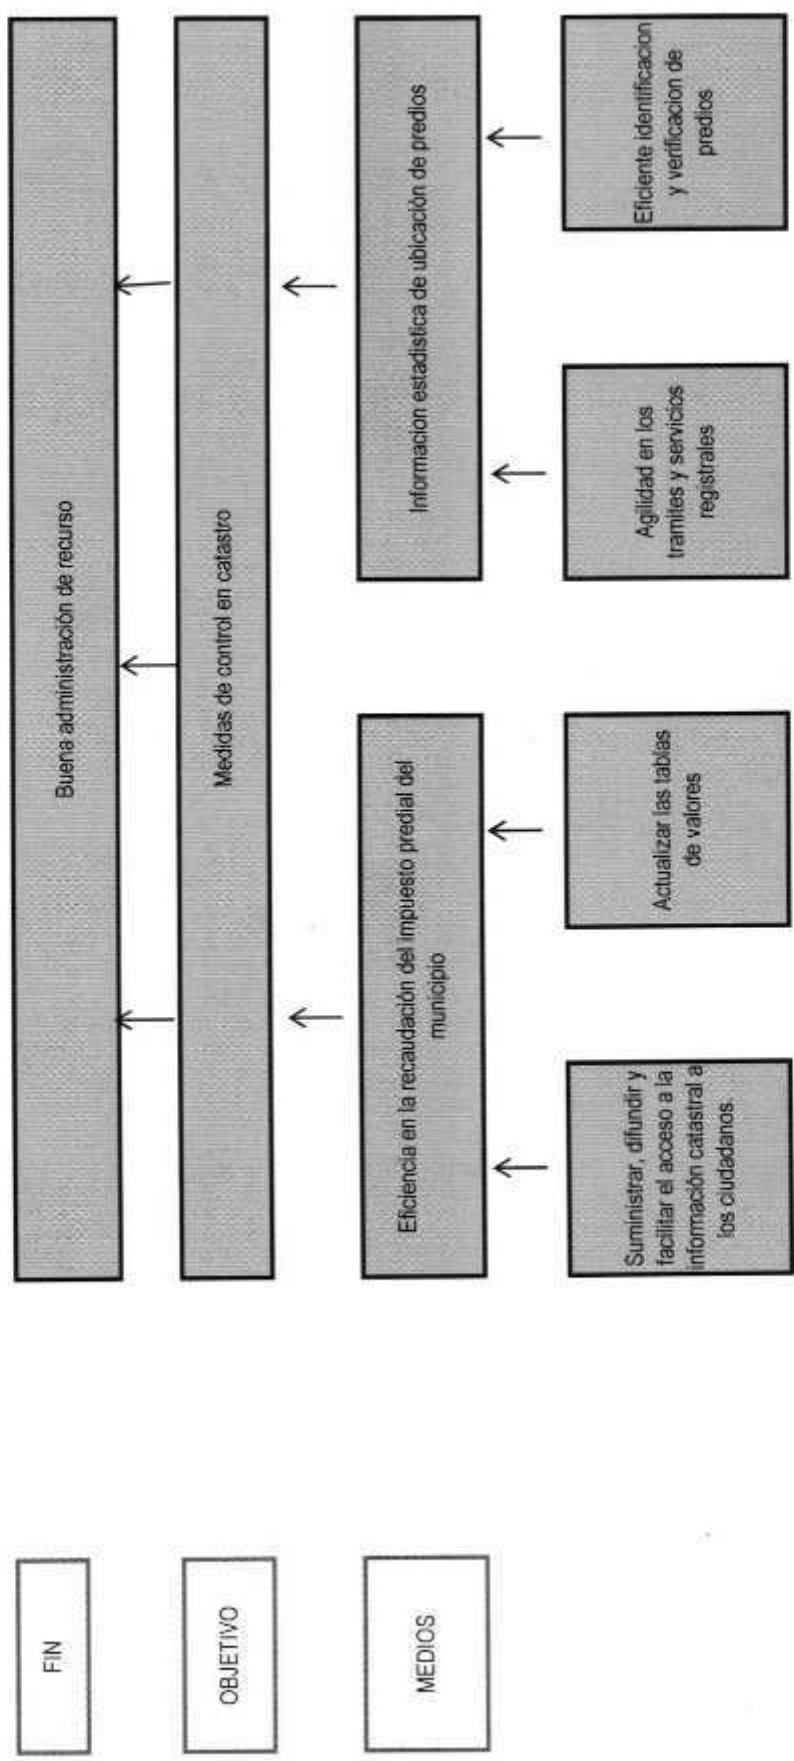 FIN
Buena administración de recurso
OBJETIVO
Medidas de control en catastro
MEDIOS
Eficiencia en la recaudación del impuesto predial del
municipio
Informacion estadistica de ubicación de predios
Suministrar, difundir y
facilitar el acceso a la
información catastral a
los ciudadanos.
Actualizar las tablas
de valores
Agilidad en los
tramites y servicios
registrales
Eficiente identificacion
y verificacion de
predios